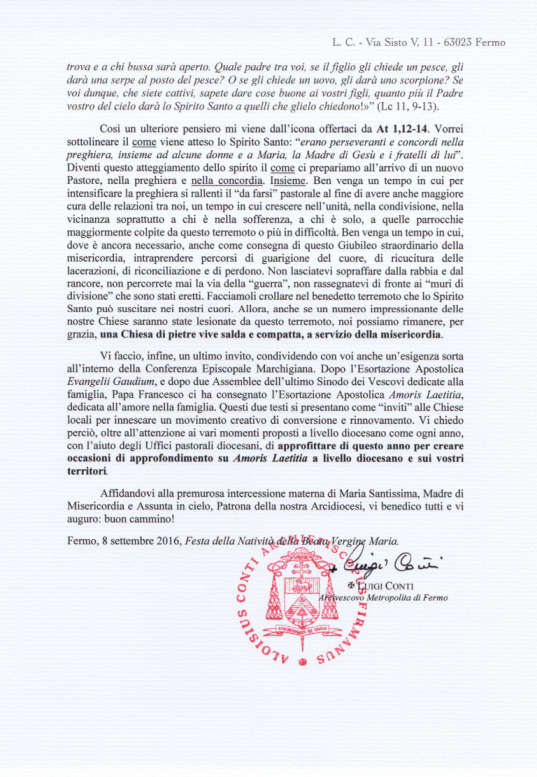 L. C. - Via Sisto V, 11 - 63023 Fermo
trova e a chi bussa sarà aperto. Quale padre tra voi, se il figlio gli chiede un pesce, gli
darà una serpe al posto del pesce? O se gli chiede un uovo, gli darà uno scorpione? Se
voi dunque, che siete cattivi, sapete dare cose buone ai vostri figli, quanto più il Padre
vostro del cielo darà lo Spirito Santo a quelli che glielo chiedono!»" (Lc 11, 9-13).
Così un ulteriore pensiero mi viene dall'icona offertaci da At 1,12-14. Vorrei
sottolineare il come viene atteso lo Spirito Santo: "erano perseveranti e concordi nella
preghiera, insieme ad alcune donne e a Maria, la Madre di Gesù e i fratelli di lui".
Diventi questo atteggiamento dello spirito il come ci prepariamo all'arrivo di un nuovo
Pastore, nella preghiera e nella concordia. Insieme. Ben venga un tempo in cui per
intensificare la preghiera si rallenti il "da farsi" pastorale al fine di avere anche maggiore
cura delle relazioni tra noi, un tempo in cui crescere nell'unità, nella condivisione, nella
vicinanza soprattutto a chi è nella sofferenza, a chi è solo, a quelle parrocchie
maggiormente colpite da questo terremoto o più in difficoltà. Ben venga un tempo in cui,
dove è ancora necessario, anche come consegna di questo Giubileo straordinario della
misericordia, intraprendere percorsi di guarigione del cuore, di ricucitura delle
lacerazioni, di riconciliazione e di perdono. Non lasciatevi sopraffare dalla rabbia e dal
rancore, non percorrete mai la via della "guerra", non rassegnatevi di fronte ai "muri di
divisione" che sono stati eretti. Facciamoli crollare nel benedetto terremoto che lo Spirito
Santo può suscitare nei nostri cuori. Allora, anche se un numero impressionante delle
nostre Chiese saranno state lesionate da questo terremoto, noi possiamo rimanere, per
grazia, una Chiesa di pietre vive salda e compatta, a servizio della misericordia.
Vi faccio, infine, un ultimo invito, condividendo con voi anche un'esigenza sorta
all'interno della Conferenza Episcopale Marchigiana. Dopo l'Esortazione Apostolica
Evangelii Gaudium, e dopo due Assemblee dell'ultimo Sinodo dei Vescovi dedicate alla
famiglia, Papa Francesco ci ha consegnato l'Esortazione Apostolica Amoris Laetitia,
dedicata all'amore nella famiglia. Questi due testi si presentano come "inviti" alle Chiese
locali per innescare un movimento creativo di conversione e rinnovamento. Vi chiedo
perciò, oltre all'attenzione ai vari momenti proposti a livello diocesano come ogni anno,
con l'aiuto degli Uffici pastorali diocesani, di approfittare di questo anno per creare
occasioni di approfondimento su Amoris Laetitia a livello diocesano e sui vostri
territori.
Affidandovi alla premurosa intercessione materna di Maria Santissima, Madre di
Misericordia e Assunta in cielo, Patrona della nostra Arcidiocesi, vi benedico tutti e vi
auguro: buon cammino!
Fermo, 8 settembre 2016, Festa della Natività della Beata Vergine Maria.
Luigi Conti
✠ LUIGI CONTI
Arcivescovo Metropolita di Fermo
ALOISIUS CONTI ARCHIEPISCOPUS FIRMANUS